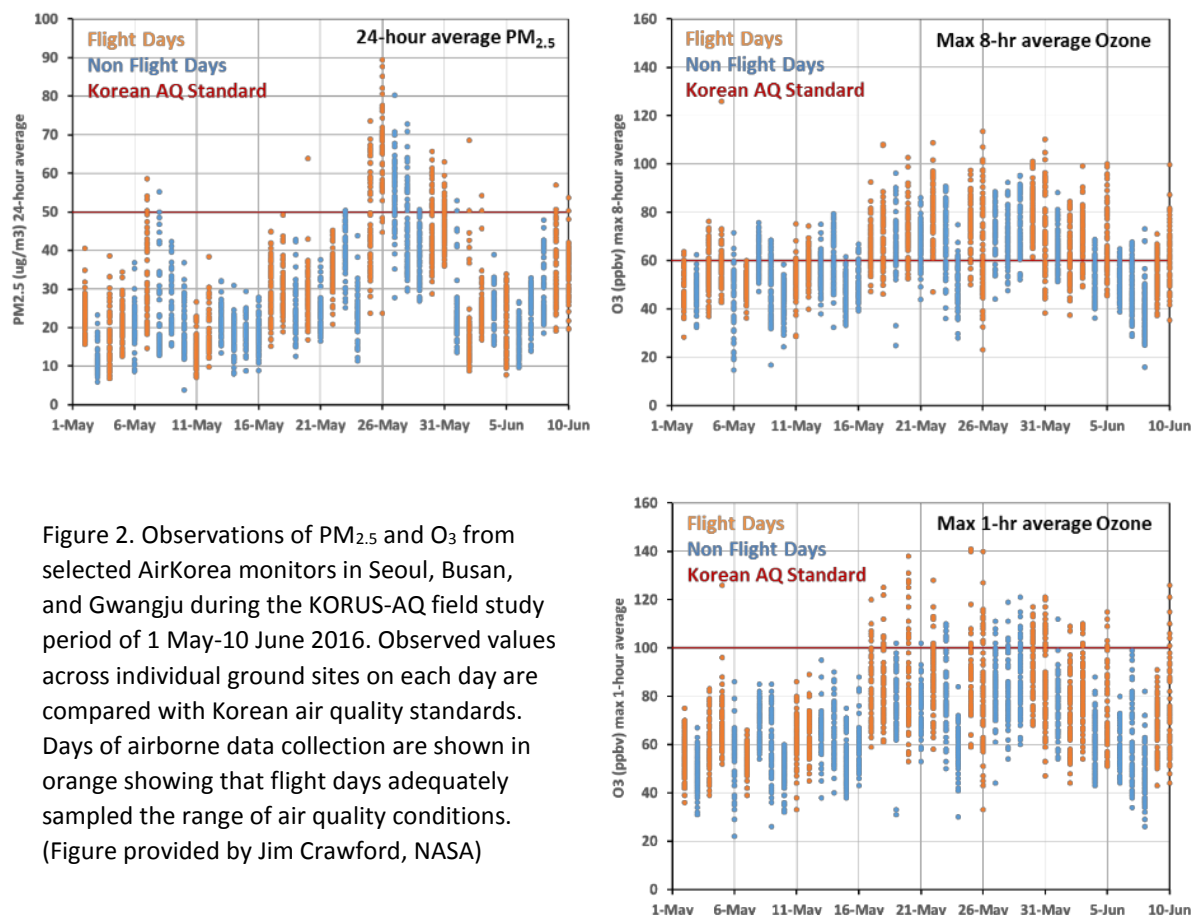 24-hour average PM2.5
Flight Days
Non Flight Days
Korean AQ Standard
PM2.5 (ug/m3) 24-hour average
100
90
80
70
60
50
40
30
20
10
0
1-May 6-May 11-May 16-May 21-May 26-May 31-May 5-Jun 10-Jun
Max 8-hr average Ozone
Flight Days
Non Flight Days
Korean AQ Standard
O3 (ppbv) max 8-hour average
160
140
120
100
80
60
40
20
0
1-May 6-May 11-May 16-May 21-May 26-May 31-May 5-Jun 10-Jun
Figure 2. Observations of PM2.5 and O3 from
selected AirKorea monitors in Seoul, Busan,
and Gwangju during the KORUS-AQ field study
period of 1 May-10 June 2016. Observed values
across individual ground sites on each day are
compared with Korean air quality standards.
Days of airborne data collection are shown in
orange showing that flight days adequately
sampled the range of air quality conditions.
(Figure provided by Jim Crawford, NASA)
Max 1-hr average Ozone
Flight Days
Non Flight Days
Korean AQ Standard
O3 (ppbv) max 1-hour average
160
140
120
100
80
60
40
20
0
1-May 6-May 11-May 16-May 21-May 26-May 31-May 5-Jun 10-Jun